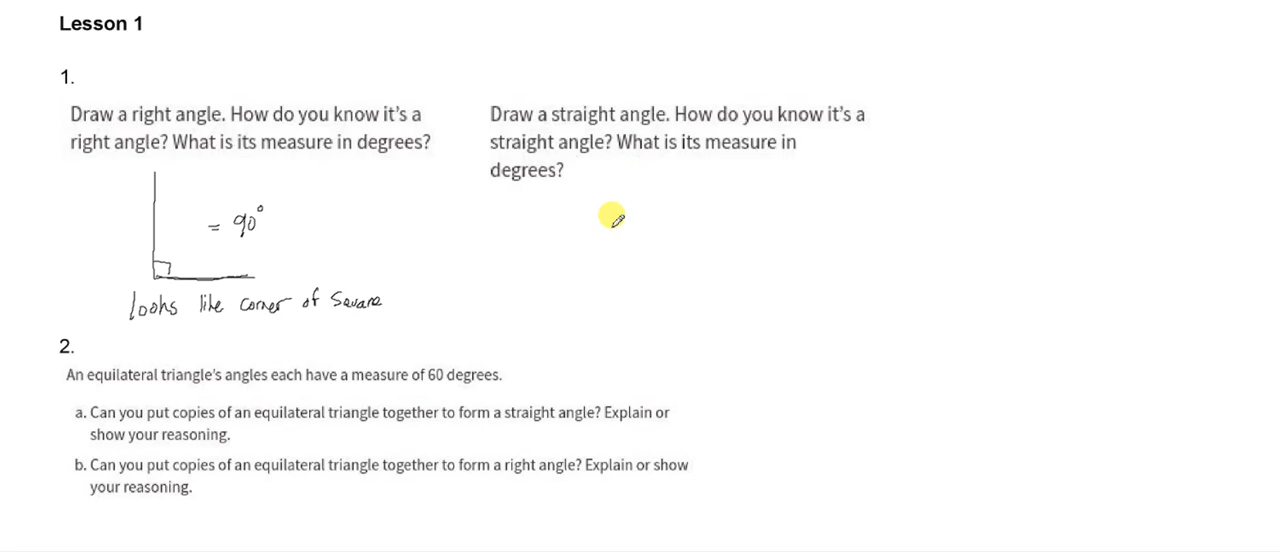 Lesson 1
1.
Draw a right angle. How do you know it's a
right angle? What is its measure in degrees?
Draw a straight angle. How do you know it's a
straight angle? What is its measure in
degrees?
= 90°
looks like corner of Square
2.
An equilateral triangle's angles each have a measure of 60 degrees.
a. Can you put copies of an equilateral triangle together to form a straight angle? Explain or
show your reasoning.
b. Can you put copies of an equilateral triangle together to form a right angle? Explain or show
your reasoning.